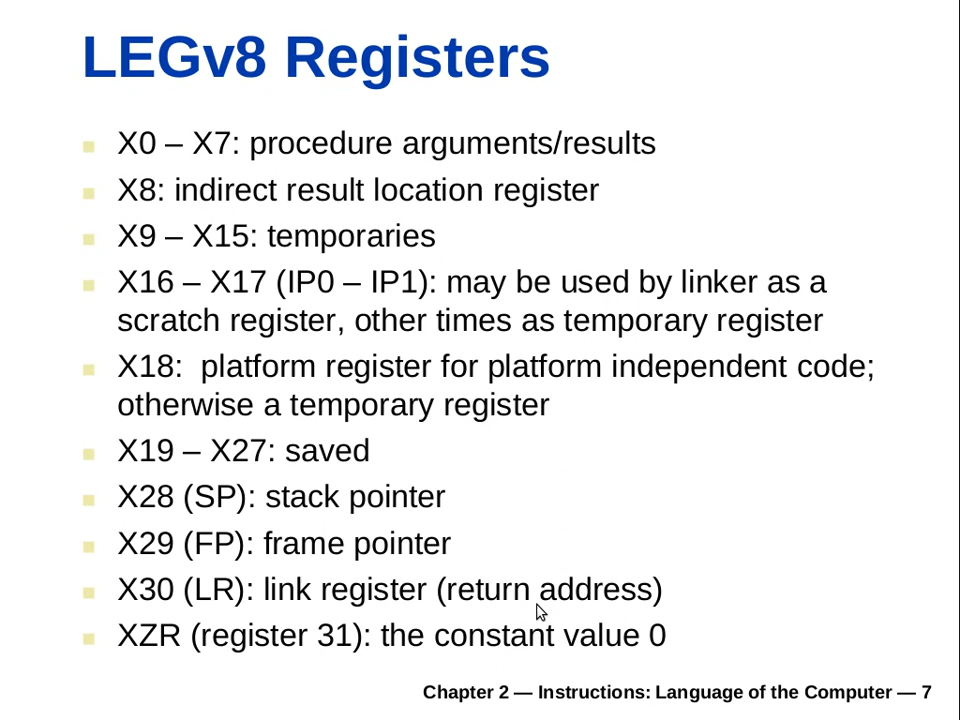 LEGv8 Registers
X0 – X7: procedure arguments/results
X8: indirect result location register
X9 – X15: temporaries
X16 – X17 (IP0 – IP1): may be used by linker as a
scratch register, other times as temporary register
X18:  platform register for platform independent code;
otherwise a temporary register
X19 – X27: saved
X28 (SP): stack pointer
X29 (FP): frame pointer
X30 (LR): link register (return address)
XZR (register 31): the constant value 0
Chapter 2 — Instructions: Language of the Computer — 7